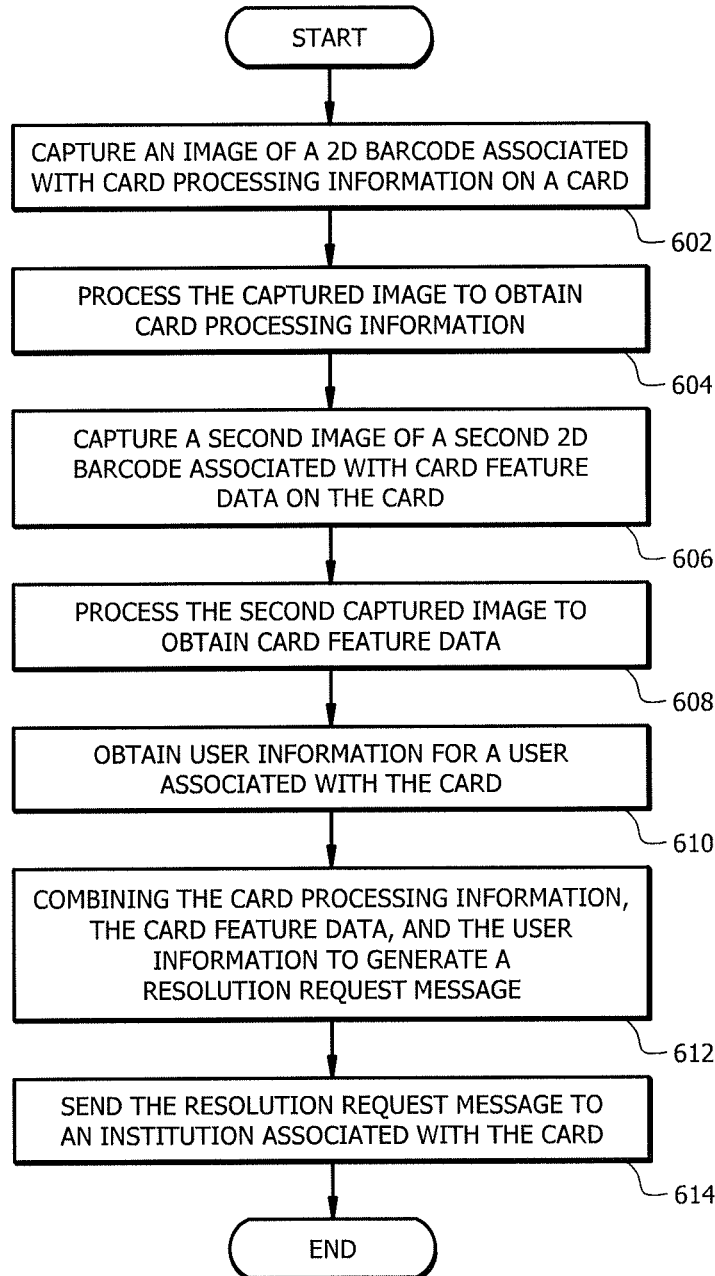 START
CAPTURE AN IMAGE OF A 2D BARCODE ASSOCIATED
WITH CARD PROCESSING INFORMATION ON A CARD
602
PROCESS THE CAPTURED IMAGE TO OBTAIN
CARD PROCESSING INFORMATION
604
CAPTURE A SECOND IMAGE OF A SECOND 2D
BARCODE ASSOCIATED WITH CARD FEATURE
DATA ON THE CARD
606
PROCESS THE SECOND CAPTURED IMAGE TO
OBTAIN CARD FEATURE DATA
608
OBTAIN USER INFORMATION FOR A USER
ASSOCIATED WITH THE CARD
610
COMBINING THE CARD PROCESSING INFORMATION,
THE CARD FEATURE DATA, AND THE USER
INFORMATION TO GENERATE A
RESOLUTION REQUEST MESSAGE
612
SEND THE RESOLUTION REQUEST MESSAGE TO
AN INSTITUTION ASSOCIATED WITH THE CARD
614
END